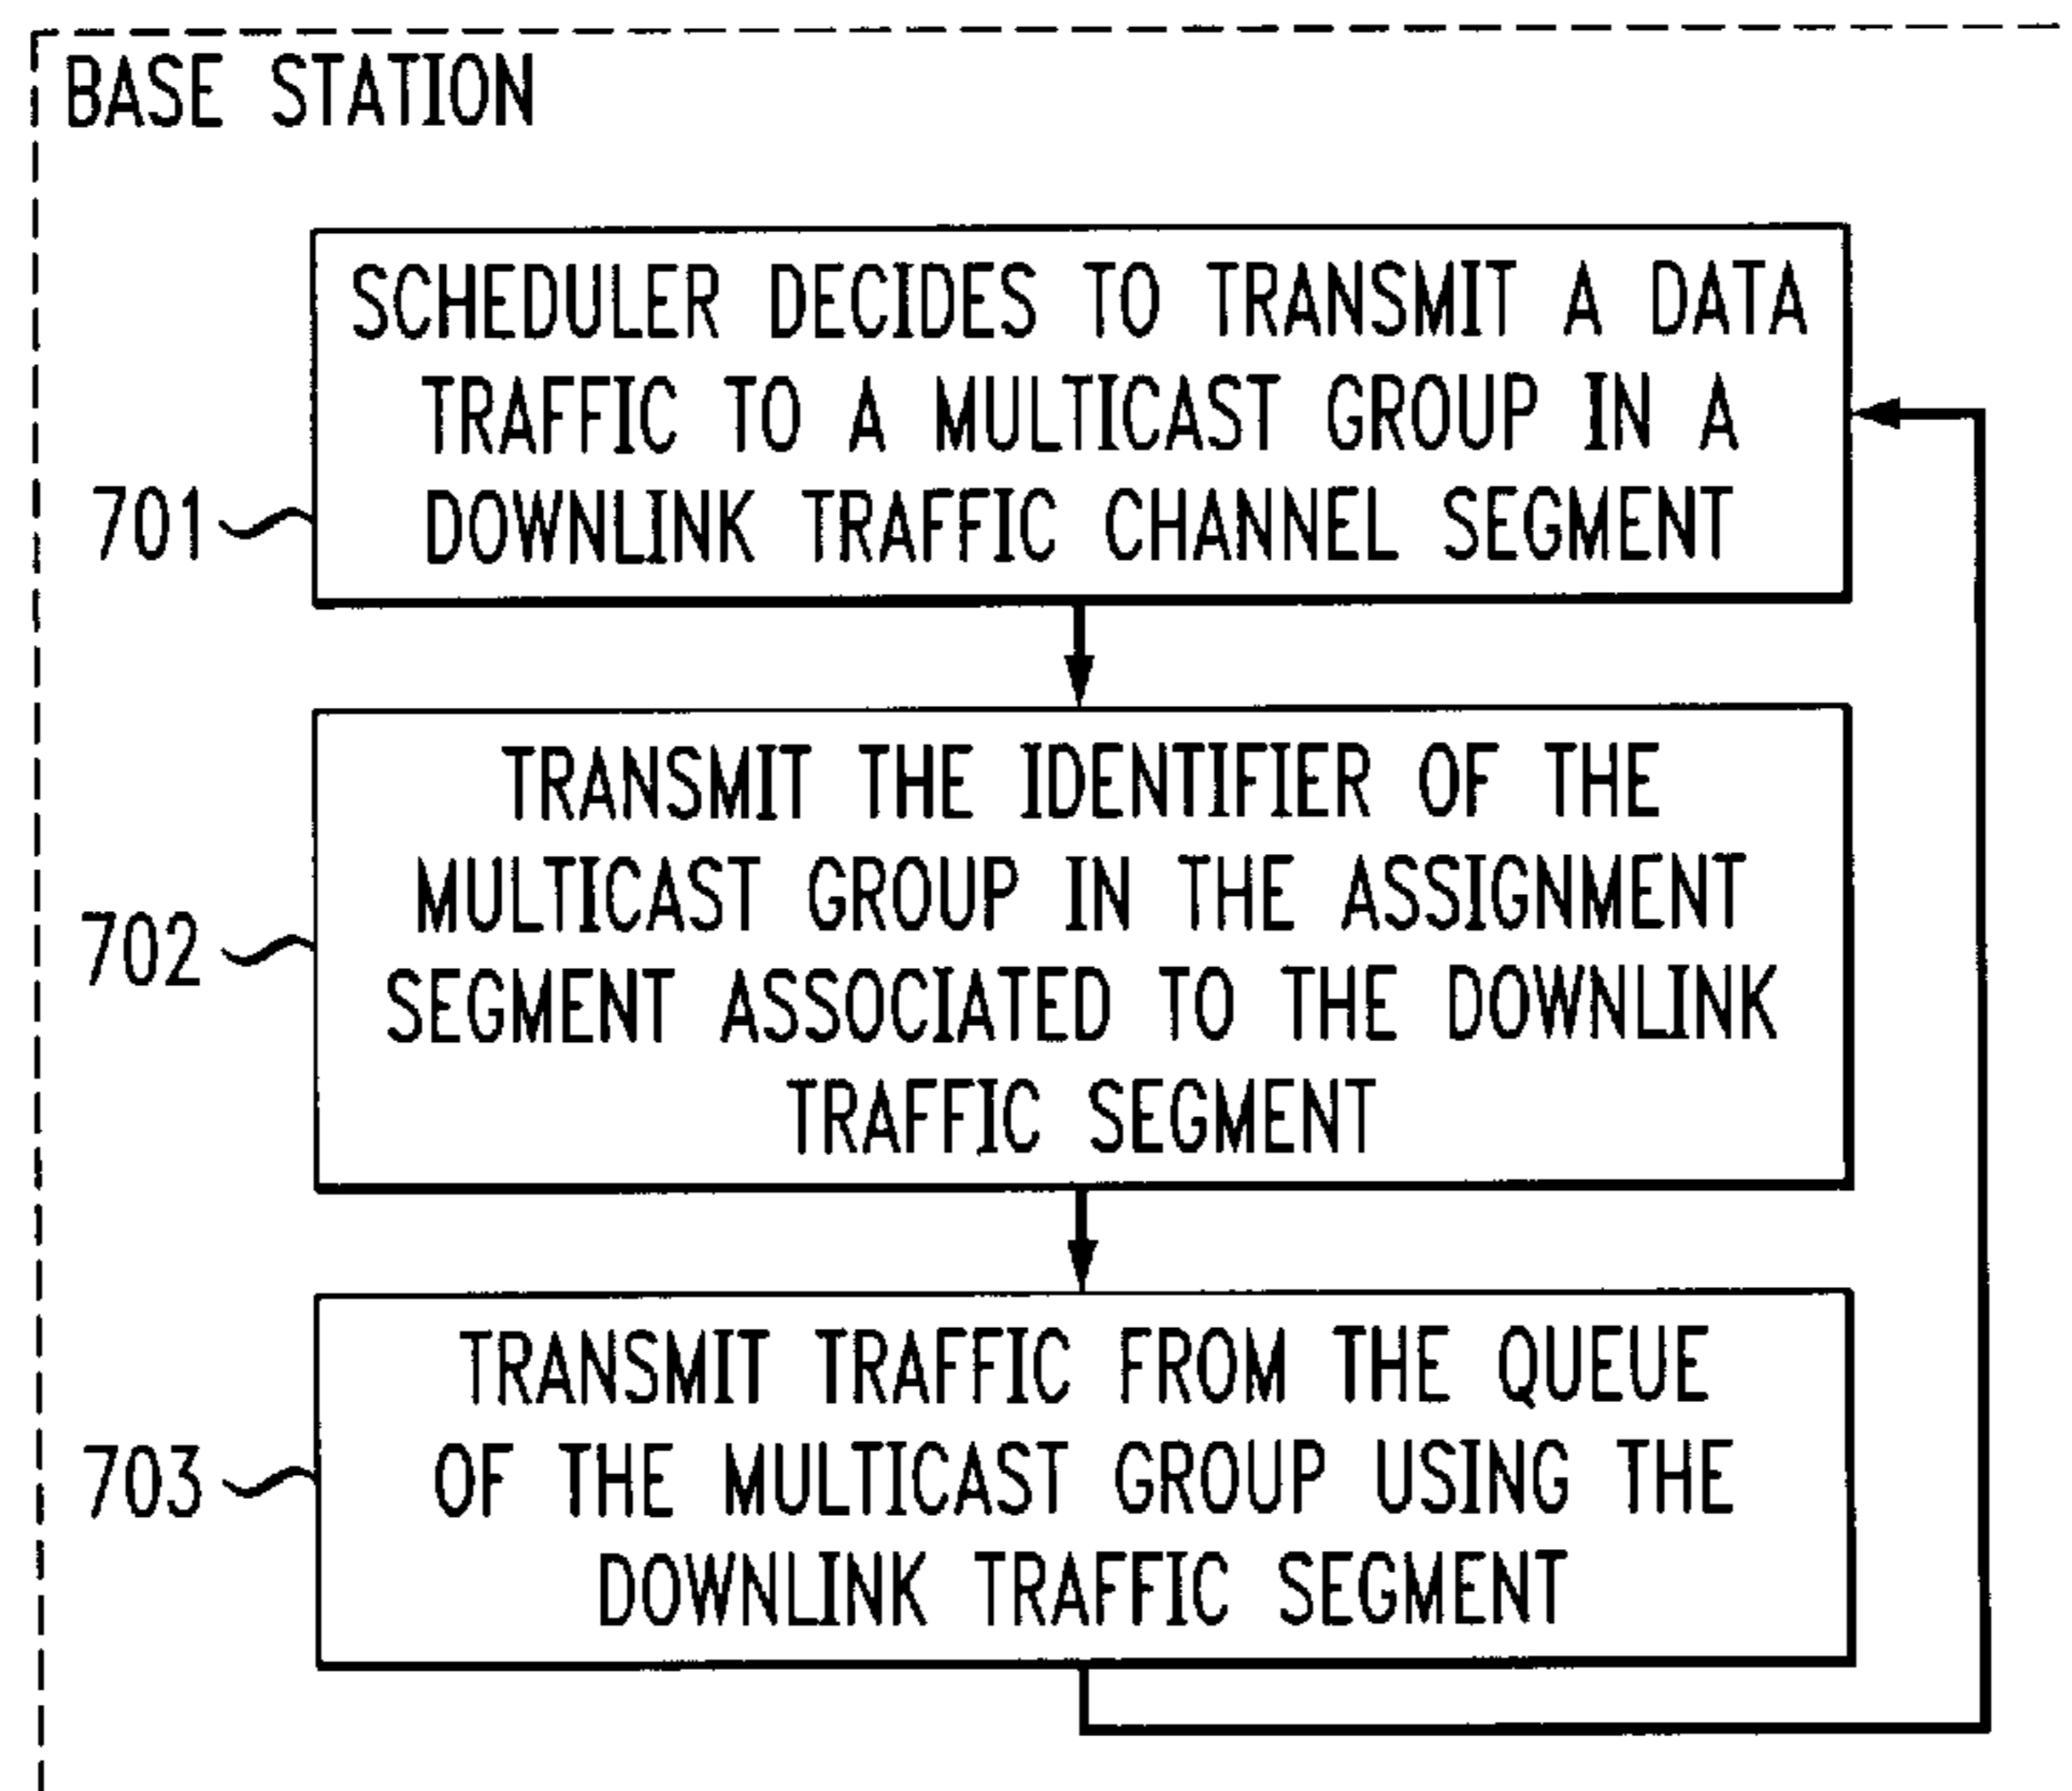 BASE STATION
SCHEDULER DECIDES TO TRANSMIT A DATA
TRAFFIC TO A MULTICAST GROUP IN A
DOWNLINK TRAFFIC CHANNEL SEGMENT
701
TRANSMIT THE IDENTIFIER OF THE
MULTICAST GROUP IN THE ASSIGNMENT
SEGMENT ASSOCIATED TO THE DOWNLINK
TRAFFIC SEGMENT
702
TRANSMIT TRAFFIC FROM THE QUEUE
OF THE MULTICAST GROUP USING THE
DOWNLINK TRAFFIC SEGMENT
703